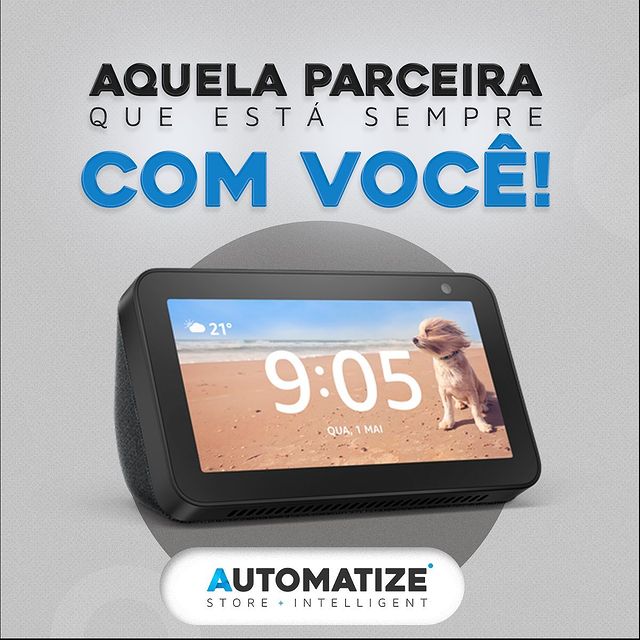 AQUELA PARCEIRA
QUE ESTÁ SEMPRE
COM VOCÊ!
21°
9:05
QUA, 1 MAI
AUTOMATIZE
STORE + INTELLIGENT